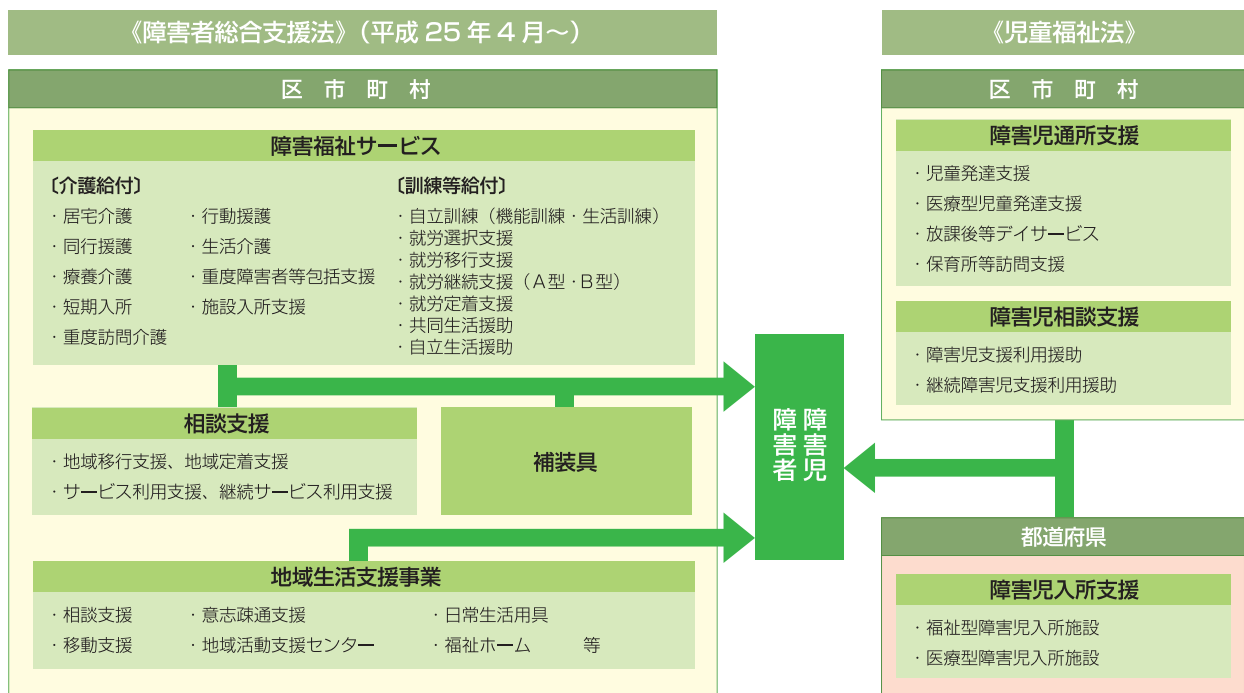 《障害者総合支援法》(平成25年4月～)
区市町村
障害福祉サービス
〔介護給付〕
・居宅介護
・同行援護
・療養介護
・短期入所
・重度訪問介護
・行動援護
・生活介護
・重度障害者等包括支援
・施設入所支援
〔訓練等給付〕
・自立訓練（機能訓練・生活訓練）
・就労選択支援
・就労移行支援
・就労継続支援（A型・B型）
・就労定着支援
・共同生活援助
・自立生活援助
相談支援
・地域移行支援、地域定着支援
・サービス利用支援、継続サービス利用支援
補装具
地域生活支援事業
・相談支援
・移動支援
・意志疎通支援
・地域活動支援センター
・日常生活用具
・福祉ホーム 等
障害児
障害者
《児童福祉法》
区市町村
障害児通所支援
・児童発達支援
・医療型児童発達支援
・放課後等デイサービス
・保育所等訪問支援
障害児相談支援
・障害児支援利用援助
・継続障害児支援利用援助
都道府県
障害児入所支援
・福祉型障害児入所施設
・医療型障害児入所施設